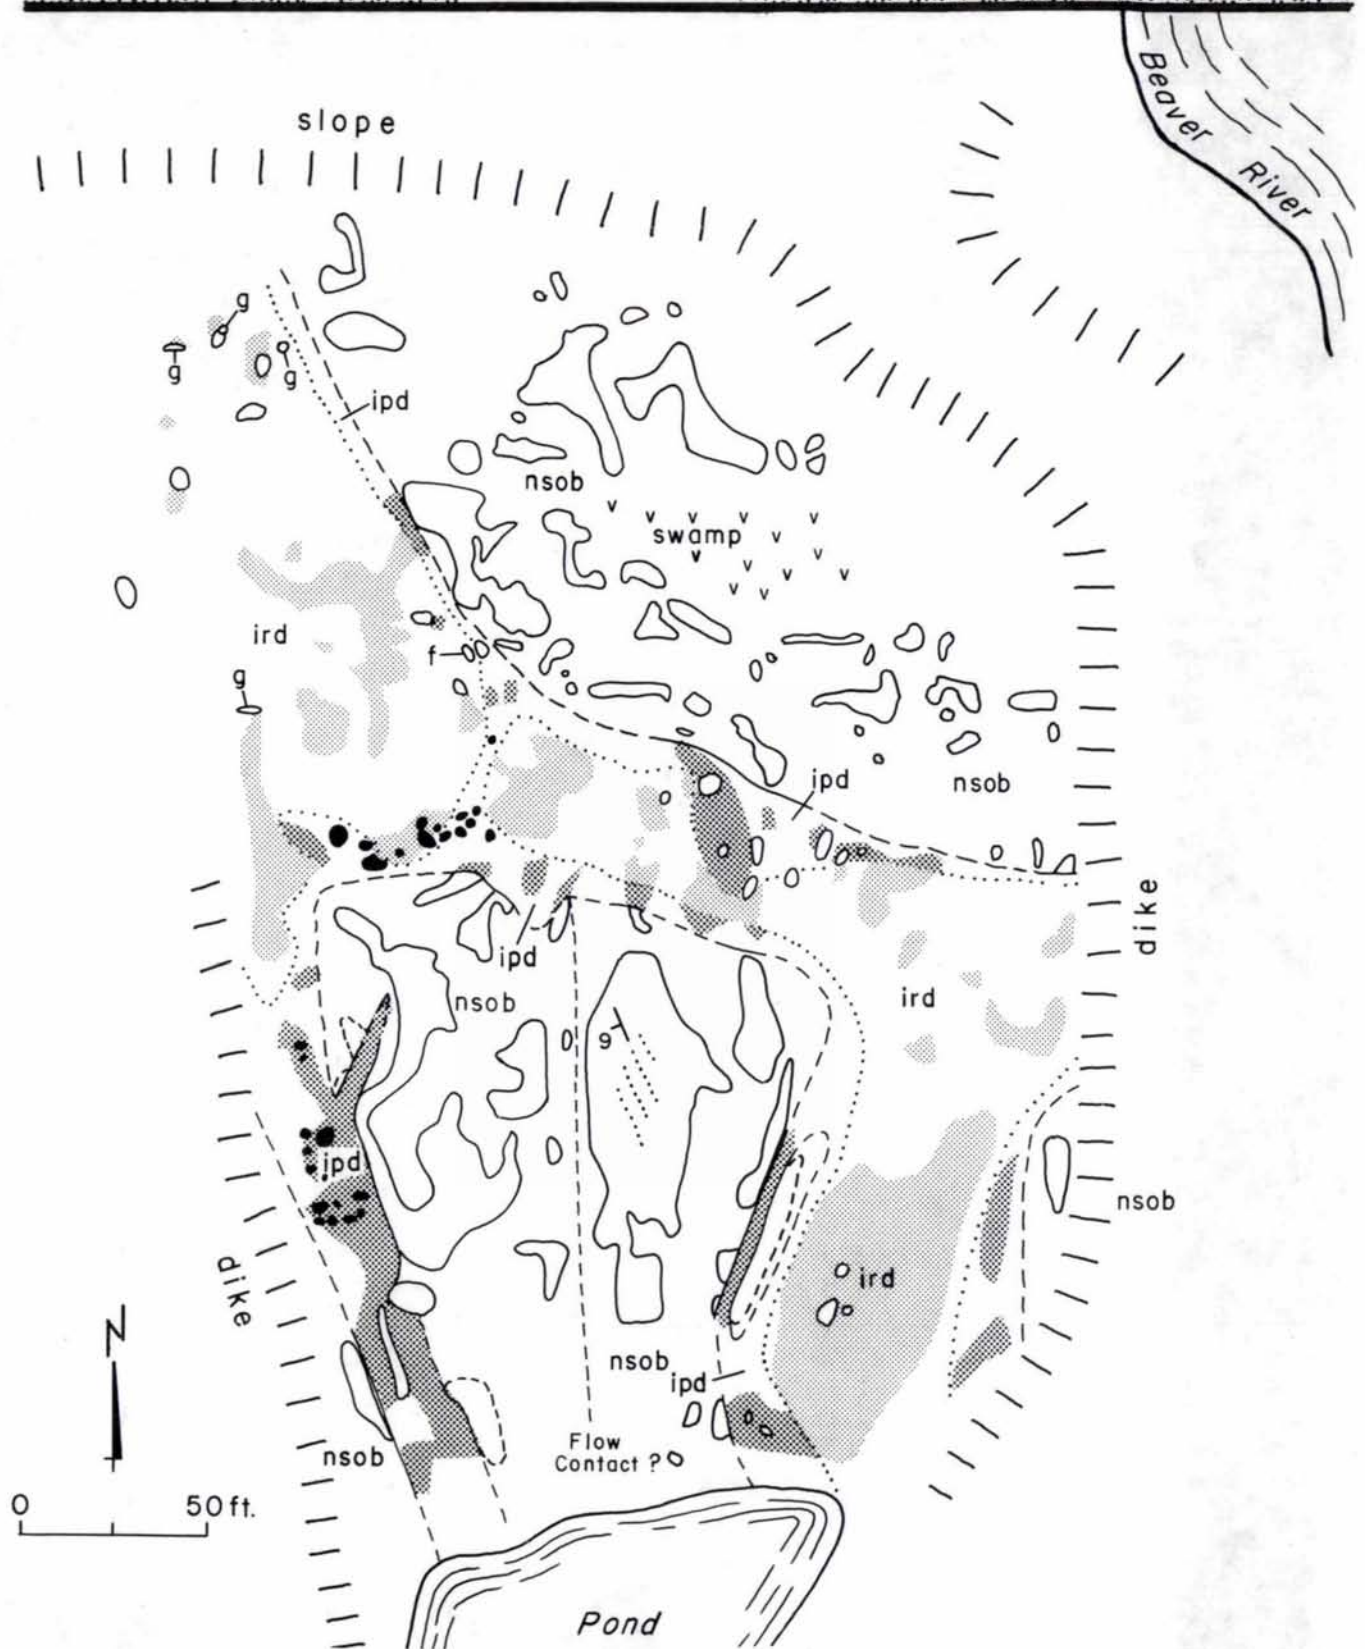 Beaver
River
slope
g
g
g
ipd
nsob
swamp
ird
f
g
ipd
nsob
dike
ipd
nsob
ird
9
ipd
nsob
dike
ird
N
nsob
ipd
nsob
Flow
Contact ?
0 50 ft.
Pond